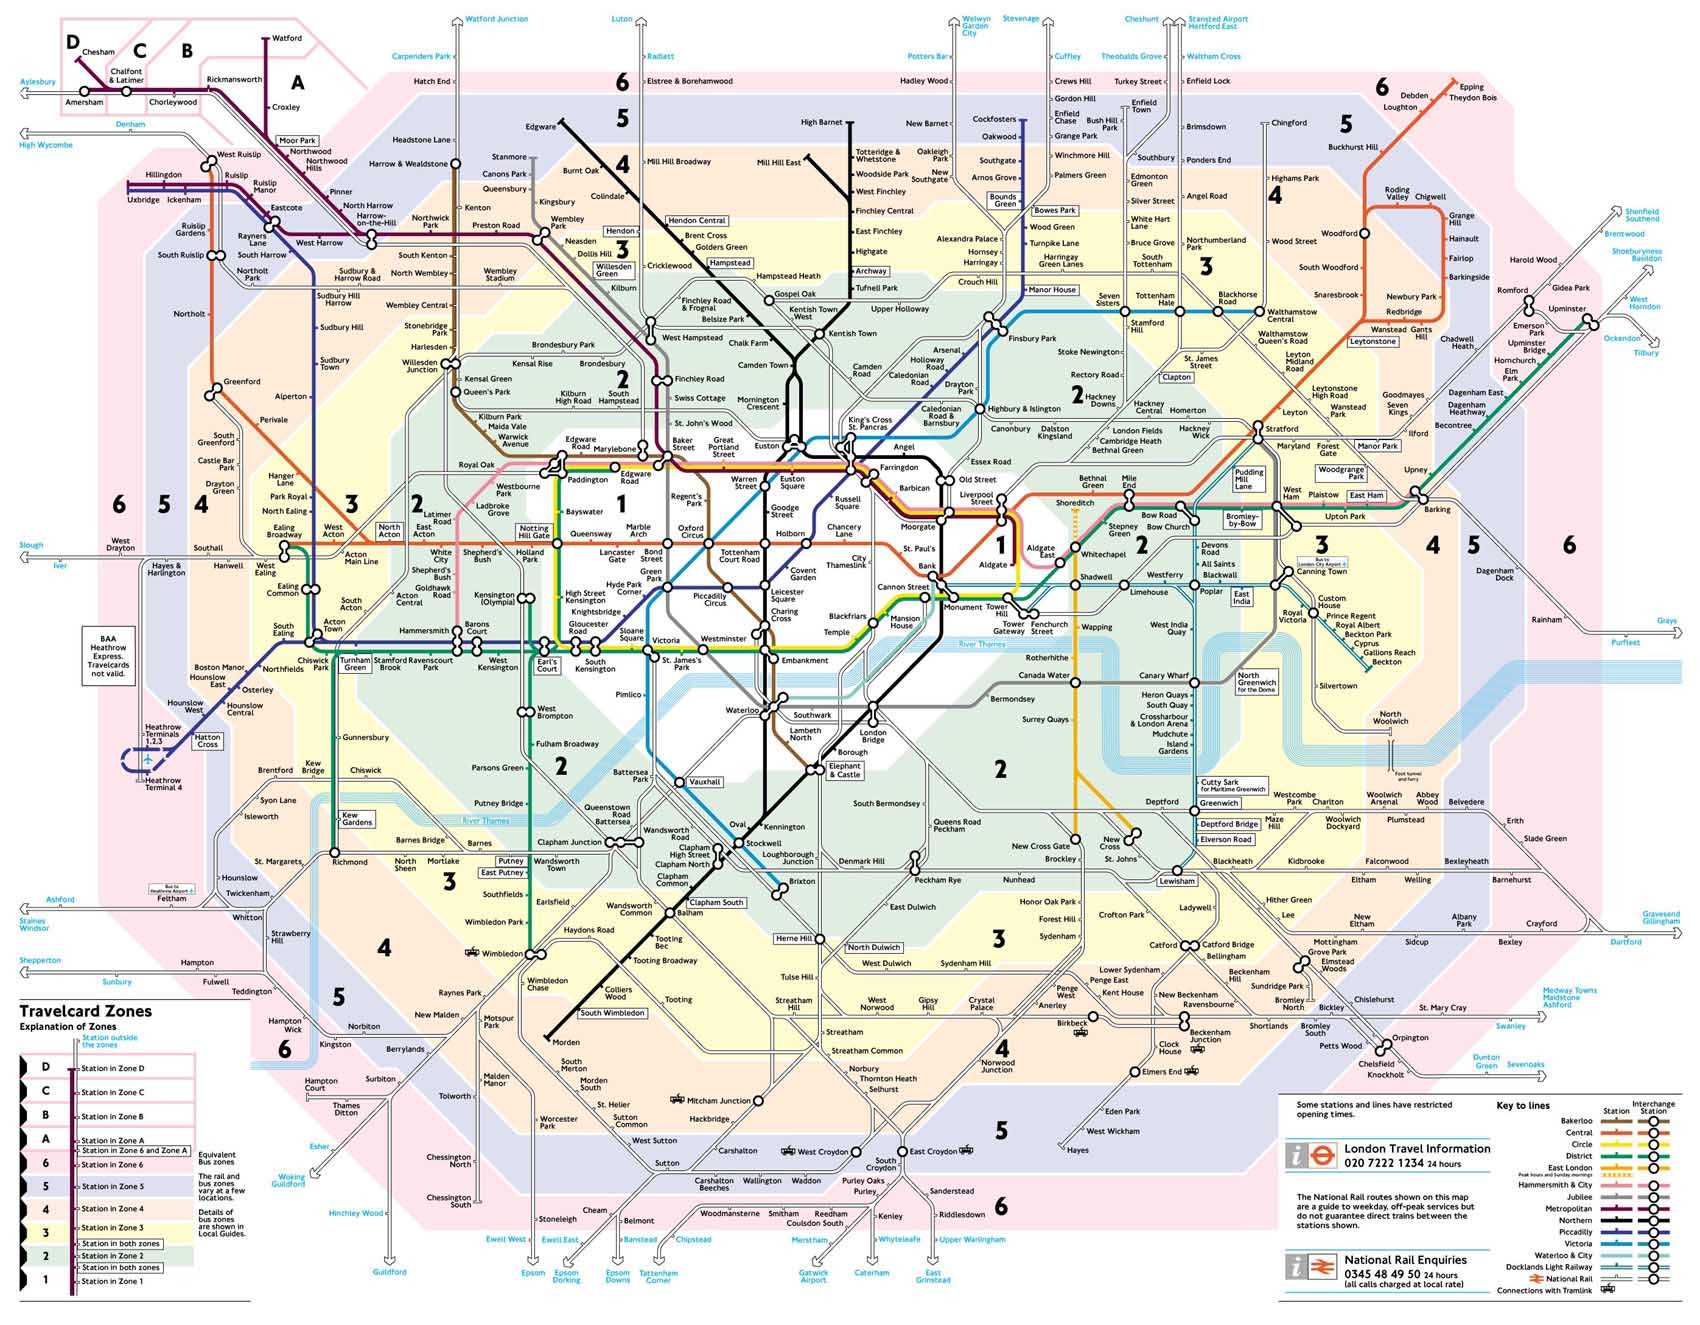 Watford Junction
Luton
Welwyn
Garden
City
Stevenage
Cheshunt
Stansted Airport
Hertford East
Carpenders Park
Radlett
Potters Bar
Cuffley
Theobalds Grove
Waltham Cross
D
C
B
A
Chesham
Chalfont
& Latimer
Watford
Rickmansworth
Aylesbury
Amersham
Chorleywood
Croxley
Hatch End
6
Elstree & Borehamwood
Hadley Wood
Crews Hill
Turkey Street
Enfield Lock
6
Epping
Theydon Bois
Debden
Loughton
Denham
High Wycombe
Moor Park
Northwood
Northwood
Hills
Headstone Lane
Edgware
5
High Barnet
New Barnet
Cockfosters
Oakwood
Gordon Hill
Enfield
Chase
Grange Park
Enfield
Town
Bush Hill
Park
Brimsdown
Chingford
5
Buckhurst Hill
West Ruislip
Harrow & Wealdstone
Stanmore
Canons Park
Queensbury
Burnt Oak
4
Mill Hill Broadway
Mill Hill East
Totteridge &
Whetstone
Woodside Park
Oakleigh
Park
New
Southgate
Southgate
Arnos Grove
Winchmore Hill
Palmers Green
Southbury
Ponders End
Edmonton
Green
Highams Park
4
Hillingdon
Uxbridge
Ickenham
Ruislip
Ruislip
Manor
Eastcote
Pinner
North Harrow
Harrow-
on-the-Hill
Northwick
Park
Kenton
Preston Road
Kingsbury
Wembley
Park
Colindale
Hendon Central
Hendon
Brent Cross
Golders Green
West Finchley
Finchley Central
East Finchley
Highgate
Bounds
Green
Bowes Park
Wood Green
Turnpike Lane
Silver Street
White Hart
Lane
Bruce Grove
Angel Road
Northumberland
Park
Wood Street
Roding
Valley
Chigwell
Grange
Hill
Hainault
Fairlop
Barkingside
Woodford
Shenfield
Southend
Brentwood
Shoeburyness
Basildon
Ruislip
Gardens
South Ruislip
Rayners
Lane
South Harrow
West Harrow
Northolt
Park
Sudbury &
Harrow Road
Sudbury Hill
Harrow
Wembley
Stadium
South Kenton
North Wembley
Neasden
Dollis Hill
3
Willesden
Green
Kilburn
Cricklewood
Hampstead
Hampstead Heath
Gospel Oak
Archway
Tufnell Park
Alexandra Palace
Hornsey
Harringay
Crouch Hill
Harringay
Green Lanes
South
Tottenham
Manor House
3
South Woodford
Snaresbrook
Newbury Park
Redbridge
Harold Wood
Gidea Park
Romford
Upminster
West
Horndon
Northolt
Sudbury Hill
Wembley Central
Stonebridge
Park
Harlesden
Willesden
Junction
Finchley Road
& Frognal
Belsize Park
Chalk Farm
Kentish Town
West
Kentish Town
Upper Holloway
Seven
Sisters
Tottenham
Hale
Blackhorse
Road
Walthamstow
Central
Stamford
Hill
Walthamstow
Queen's Road
Wanstead
Gants
Hill
Leytonstone
Emerson
Park
Upminster
Bridge
Hornchurch
Elm
Park
Chadwell
Heath
Ockendon
Tilbury
Sudbury
Town
Brondesbury Park
Kensal Rise
Brondesbury
West Hampstead
Kensal Green
Queen's Park
Camden Town
Camden
Road
Arsenal
Holloway
Road
Caledonian
Road
Drayton
Park
Finsbury Park
Stoke Newington
Rectory Road
St. James
Street
Clapton
Leyton
Midland
Road
Leytonstone
High Road
Wanstead
Park
Goodmayes
Seven
Kings
Ilford
Dagenham East
Dagenham
Heathway
Becontree
Greenford
Perivale
Alperton
2
Kilburn
High Road
South
Hampstead
Finchley Road
Swiss Cottage
Kilburn Park
Maida Vale
Warwick
Avenue
St. John's Wood
Mornington
Crescent
King's Cross
St. Pancras
Caledonian
Road &
Barnsbury
Highbury & Islington
Canonbury
Dalston
Kingsland
2
Hackney
Downs
Hackney
Central
Homerton
London Fields
Cambridge Heath
Bethnal Green
Hackney
Wick
Leyton
Stratford
Maryland
Forest
Gate
Manor Park
Woodgrange
Park
Upney
South
Greenford
Castle Bar
Park
Drayton
Green
Hanger
Lane
Park Royal
North Ealing
Royal Oak
Edgware
Road
Marylebone
Baker
Street
Great
Portland
Street
Euston
Angel
Essex Road
Paddington
Edgware
Road
Warren
Street
Euston
Square
Farringdon
Barbican
Old Street
Liverpool
Street
Bethnal
Green
Mile
End
Pudding
Mill Lane
West
Ham
Plaistow
East Ham
Upton Park
Barking
6
5
4
3
2
1
Westbourne
Park
Ladbroke
Grove
Latimer
Road
Bayswater
Regent's
Park
Goodge
Street
Russell
Square
Moorgate
Shoreditch
Stepney
Green
Bow Road
Bow Church
Bromley-
by-Bow
West
Drayton
Slough
Iver
Hayes &
Harlington
Southall
Hanwell
Ealing
Broadway
West
Ealing
West
Acton
North
Acton
Acton
Main Line
East
Acton
White
City
Shepherd's
Bush
Holland
Park
Notting
Hill Gate
Queensway
Lancaster
Gate
Marble
Arch
Bond
Street
Oxford
Circus
Tottenham
Court Road
Holborn
Chancery
Lane
St. Paul's
City
Thameslink
Bank
Aldgate
East
Aldgate
1
Whitechapel
2
3
4
5
6
Devons
Road
All Saints
Blackwall
Bus to
London City Airport
Canning Town
Dagenham
Dock
Ealing
Common
South
Acton
Acton
Central
Shepherd's
Bush
Goldhawk
Road
Kensington
(Olympia)
High Street
Kensington
Knightsbridge
Hyde Park
Corner
Green
Park
Piccadilly
Circus
Covent
Garden
Leicester
Square
Charing
Cross
Cannon Street
Blackfriars
Mansion
House
Temple
Monument
Tower
Hill
Tower
Gateway
Fenchurch
Street
Shadwell
Limehouse
Westferry
Poplar
East
India
Custom
House
Royal
Victoria
Prince Regent
Royal Albert
Beckton Park
Cyprus
Gallions Reach
Beckton
Rainham
Grays
Purfleet
BAA
Heathrow
Express.
Travelcards
not valid.
South
Ealing
Acton
Town
Chiswick
Park
Turnham
Green
Stamford
Brook
Ravenscourt
Park
Hammersmith
Barons
Court
West
Kensington
Earl's
Court
Gloucester
Road
South
Kensington
Sloane
Square
Victoria
St. James's
Park
Westminster
Embankment
River Thames
Wapping
Rotherhithe
Canada Water
West India
Quay
Canary Wharf
Heron Quays
South Quay
Crossharbour
& London Arena
Mudchute
Island
Gardens
North
Greenwich
for the Dome
Silvertown
North
Woolwich
Foot tunnel
and ferry
Boston Manor
Northfields
Hounslow
East
Osterley
Hounslow
West
Hounslow
Central
Hatton
Cross
Heathrow
Terminals
1,2,3
Heathrow
Terminal 4
Gunnersbury
West
Brompton
Fulham Broadway
Parsons Green
Putney Bridge
2
Pimlico
Waterloo
Southwark
Lambeth
North
London
Bridge
Borough
Elephant
& Castle
Bermondsey
Surrey Quays
2
Kew
Bridge
Brentford
Chiswick
Syon Lane
Isleworth
Kew
Gardens
River Thames
Barnes Bridge
Barnes
Battersea
Park
Vauxhall
Queenstown
Road
Battersea
Clapham Junction
Wandsworth
Road
Clapham
High Street
Clapham North
Oval
Kennington
Stockwell
Loughborough
Junction
South Bermondsey
Queens Road
Peckham
Denmark Hill
Peckham Rye
New Cross Gate
New
Cross
Brockley
St. Johns
Nunhead
Deptford
Cutty Sark
for Maritime Greenwich
Greenwich
Deptford Bridge
Elverson Road
Lewisham
Maze
Hill
Westcombe
Park
Charlton
Woolwich
Dockyard
Woolwich
Arsenal
Plumstead
Abbey
Wood
Belvedere
Erith
Slade Green
Blackheath
Kidbrooke
Eltham
Falconwood
Welling
Bexleyheath
Barnehurst
St. Margarets
Richmond
North
Sheen
Mortlake
3
Putney
East Putney
Wandsworth
Town
Southfields
Wimbledon Park
Earlsfield
Clapham
Common
Wandsworth
Common
Clapham South
Balham
Brixton
East Dulwich
Honor Oak Park
Forest Hill
Sydenham
Crofton Park
Ladywell
Catford
Catford Bridge
Bellingham
Hither Green
Lee
Hounslow
Bus to
Heathrow Airport
Feltham
Twickenham
Whitton
Ashford
Staines
Windsor
Strawberry
Hill
4
Wimbledon
Haydons Road
Tooting
Bec
Tooting Broadway
Herne Hill
North Dulwich
Tulse Hill
West Dulwich
Sydenham Hill
3
Mottingham
New
Eltham
Sidcup
Albany
Park
Bexley
Crayford
Dartford
Gravesend
Gillingham
Shepperton
Sunbury
Hampton
Fulwell
Teddington
Wimbledon
Chase
Colliers
Wood
South Wimbledon
Tooting
Streatham
Hill
West
Norwood
Gipsy
Hill
Crystal
Palace
Penge
West
Anerley
Lower Sydenham
Penge East
Kent House
New Beckenham
Ravensbourne
Beckenham
Hill
Grove Park
Elmstead
Woods
Sundridge Park
Bromley
North
Bickley
Chislehurst
St. Mary Cray
Medway Towns
Maidstone
Ashford
Swanley
5
6
Hampton
Wick
Norbiton
Kingston
Raynes Park
New Malden
Motspur
Park
Berrylands
Morden
Streatham
Streatham Common
Birkbeck
Beckenham
Junction
Shortlands
Bromley
South
Petts Wood
Orpington
Chelsfield
Knockholt
Dunton
Green
Sevenoaks
Clock
House
Elmers End
4
Norwood
Junction
Norbury
Thornton Heath
Selhurst
Travelcard Zones
Explanation of Zones
Station outside
the zones
D
Station in Zone D
C
Station in Zone C
B
Station in Zone B
A
Station in Zone A
Station in Zone 6 and Zone A
6
Station in Zone 6
5
Station in Zone 5
4
Station in Zone 4
3
Station in Zone 3
Station in both zones
2
Station in Zone 2
Station in both zones
1
Station in Zone 1
Equivalent
Bus zones
The rail and
bus zones
vary at a few
locations.
Details of
bus zones
are shown in
Local Guides.
Hampton
Court
Thames
Ditton
Surbiton
Malden
Manor
Tolworth
Chessington
North
Chessington
South
South
Merton
Morden
South
St. Helier
Sutton
Common
West Sutton
Sutton
Worcester
Park
Mitcham Junction
Hackbridge
Carshalton
Carshalton
Beeches
Wallington
Waddon
West Croydon
East Croydon
South
Croydon
5
Eden Park
West Wickham
Hayes
Esher
Woking
Guildford
Hinchley Wood
Guildford
Stoneleigh
Ewell West
Epsom
Cheam
Ewell East
Epsom
Dorking
Belmont
Banstead
Epsom
Downs
Woodmansterne
Chipstead
Tattenham
Corner
Smitham
Reedham
Coulsdon South
Merstham
Gatwick
Airport
Purley Oaks
Purley
Kenley
Whyteleafe
Caterham
Sanderstead
Riddlesdown
Upper Warlingham
East
Grinstead
6
Some stations and lines have restricted
opening times.
London Travel Information
020 7222 1234 24 hours
The National Rail routes shown on this map
are a guide to weekday, off-peak services but
do not guarantee direct trains between the
stations shown.
National Rail Enquiries
0345 48 49 50 24 hours
(all calls charged at local rate)
Key to lines
Station
Interchange
Station
Bakerloo
Central
Circle
District
East London
Peak hours and Sunday mornings
Hammersmith & City
Jubilee
Metropolitan
Northern
Piccadilly
Victoria
Waterloo & City
Docklands Light Railway
National Rail
Connections with Tramlink